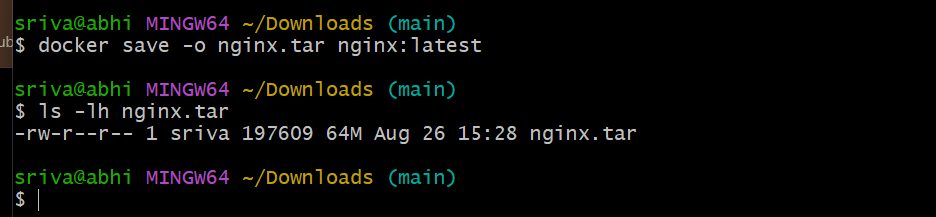 sriva@abhi MINGW64 ~/Downloads (main)
$ docker save -o nginx.tar nginx:latest
sriva@abhi MINGW64 ~/Downloads (main)
$ ls -lh nginx.tar
-rw-r--r-- 1 sriva 197609 64M Aug 26 15:28 nginx.tar
sriva@abhi MINGW64 ~/Downloads (main)
$